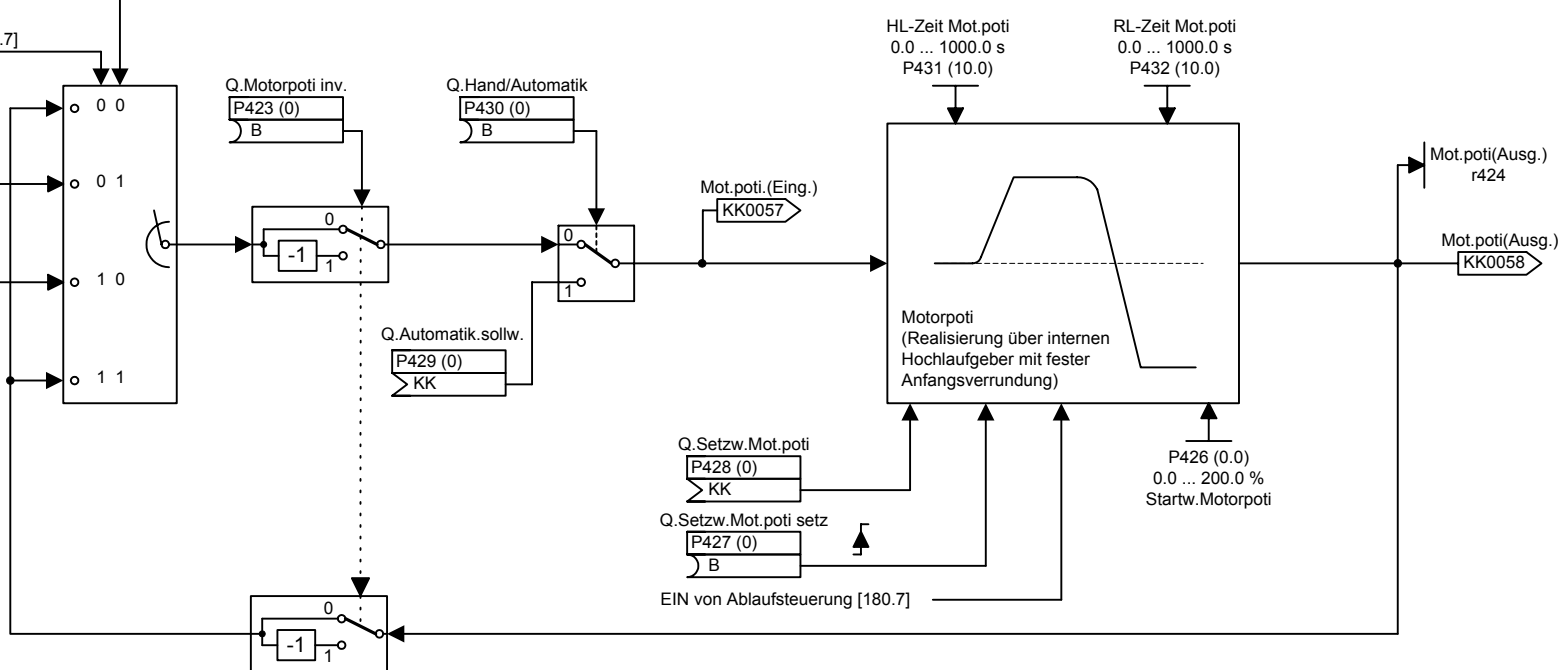 .7]
0 0
0 1
1 0
1 1
Q.Motorpoti inv.
P423 (0)
B
0
-1
1
Q.Hand/Automatik
P430 (0)
B
0
1
Q.Automatik.sollw.
P429 (0)
KK
Mot.poti.(Eing.)
KK0057
HL-Zeit Mot.poti
0.0 ... 1000.0 s
P431 (10.0)
RL-Zeit Mot.poti
0.0 ... 1000.0 s
P432 (10.0)
Motorpoti
(Realisierung über internen
Hochlaufgeber mit fester
Anfangsverrundung)
Mot.poti(Ausg.)
r424
Mot.poti(Ausg.)
KK0058
Q.Setzw.Mot.poti
P428 (0)
KK
Q.Setzw.Mot.poti setz
P427 (0)
B
EIN von Ablaufsteuerung [180.7]
P426 (0.0)
0.0 ... 200.0 %
Startw.Motorpoti
0
-1
1